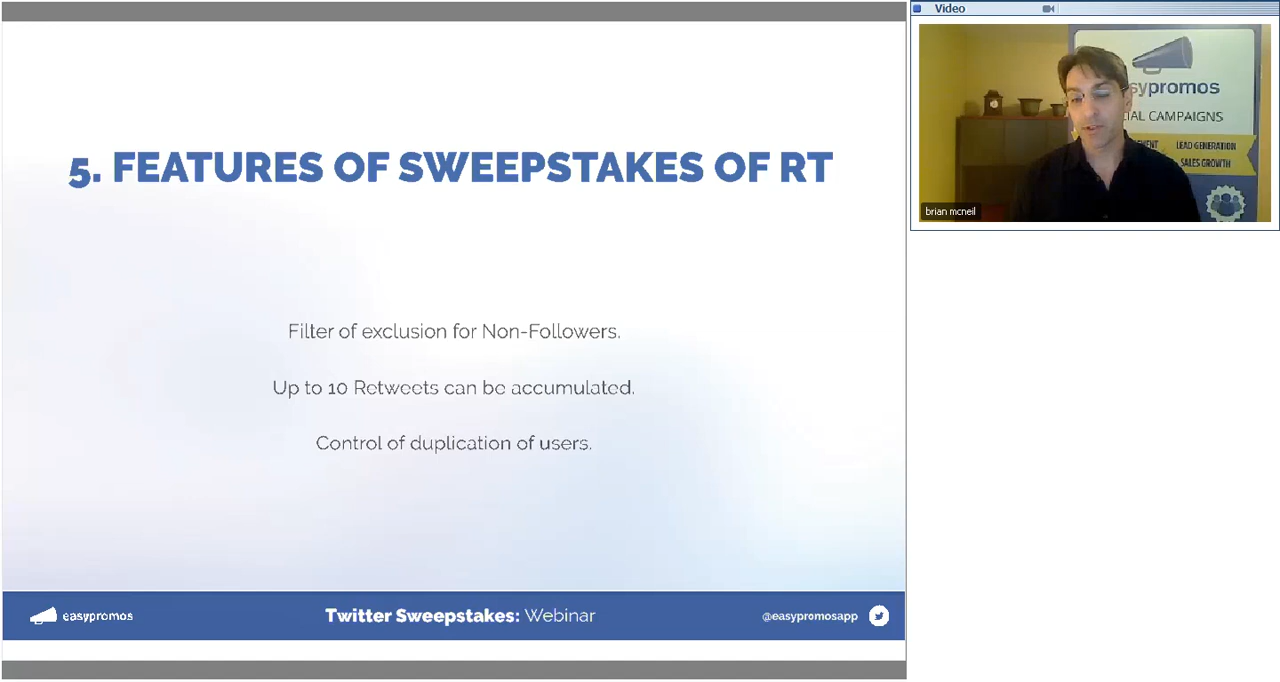 5. FEATURES OF SWEEPSTAKES OF RT
Filter of exclusion for Non-Followers.
Up to 10 Retweets can be accumulated.
Control of duplication of users.
easypromos
Twitter Sweepstakes: Webinar
@easypromosapp
Video
sypromos
IAL CAMPAIGNS
EMENT
LEAD GENERATION
SALES GROWTH
brian mcneil